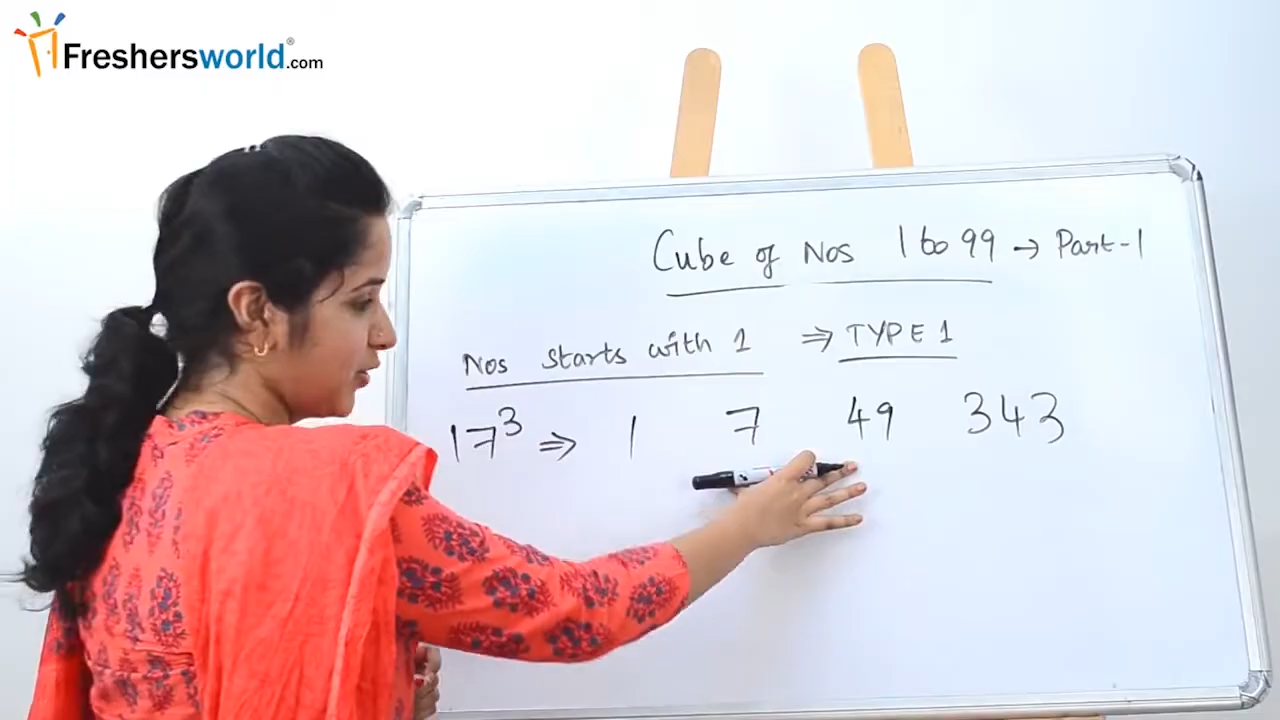 Freshersworld.com®
Cube of Nos 1 to 99 → Part-1
Nos starts with 1 ⇒ TYPE 1
17³ ⇒ 1 7 49 343